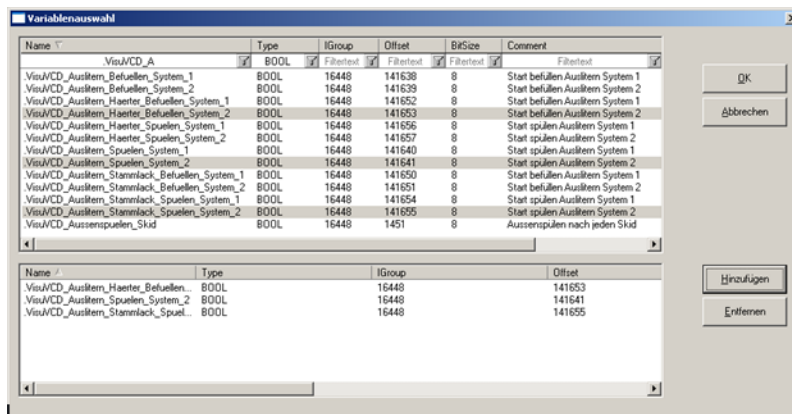 Variablenauswahl
Name Type IGroup Offset BitSize Comment
.VisuVCD_A BOOL Filtertext Filtertext Filtertext Filtertext
.VisuVCD_Auslitern_Befuellen_System_1 BOOL 16448 141638 8 Start befüllen Auslitern System 1
.VisuVCD_Auslitern_Befuellen_System_2 BOOL 16448 141639 8 Start befüllen Auslitern System 2
.VisuVCD_Auslitern_Haerter_Befuellen_System_1 BOOL 16448 141652 8 Start befüllen Auslitern System 1
.VisuVCD_Auslitern_Haerter_Befuellen_System_2 BOOL 16448 141653 8 Start befüllen Auslitern System 2
.VisuVCD_Auslitern_Haerter_Spuelen_System_1 BOOL 16448 141656 8 Start spülen Auslitern System 1
.VisuVCD_Auslitern_Haerter_Spuelen_System_2 BOOL 16448 141657 8 Start spülen Auslitern System 2
.VisuVCD_Auslitern_Spuelen_System_1 BOOL 16448 141640 8 Start spülen Auslitern System 1
.VisuVCD_Auslitern_Spuelen_System_2 BOOL 16448 141641 8 Start spülen Auslitern System 2
.VisuVCD_Auslitern_Stammlack_Befuellen_System_1 BOOL 16448 141650 8 Start befüllen Auslitern System 1
.VisuVCD_Auslitern_Stammlack_Befuellen_System_2 BOOL 16448 141651 8 Start befüllen Auslitern System 2
.VisuVCD_Auslitern_Stammlack_Spuelen_System_1 BOOL 16448 141654 8 Start spülen Auslitern System 1
.VisuVCD_Auslitern_Stammlack_Spuelen_System_2 BOOL 16448 141655 8 Start spülen Auslitern System 2
.VisuVCD_Aussenspuelen_Skid BOOL 16448 1451 8 Aussenspülen nach jeden Skid
OK
Abbrechen
Name Type IGroup Offset
.VisuVCD_Auslitern_Haerter_Befuellen... BOOL 16448 141653
.VisuVCD_Auslitern_Spuelen_System_2 BOOL 16448 141641
.VisuVCD_Auslitern_Stammlack_Spuel... BOOL 16448 141655
Hinzufügen
Entfernen